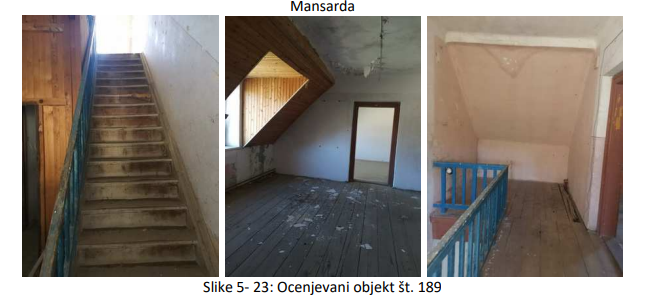 Mansarda
Slike 5- 23: Ocenjevani objekt št. 189